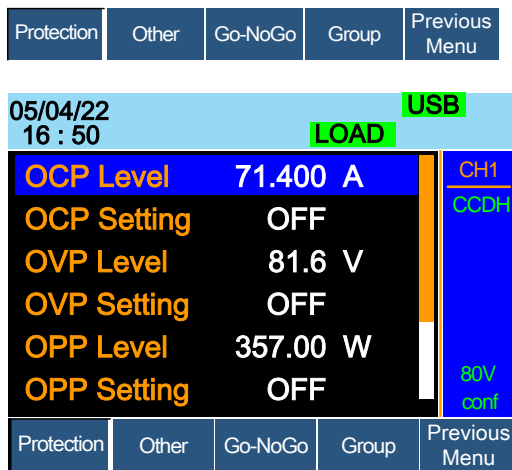 Protection Other Go-NoGo Group Previous Menu
05/04/22 USB
16 : 50 LOAD
OCP Level 71.400 A CH1
OCP Setting OFF CCDH
OVP Level 81.6 V
OVP Setting OFF
OPP Level 357.00 W
80V
OPP Setting OFF conf
Protection Other Go-NoGo Group Previous Menu